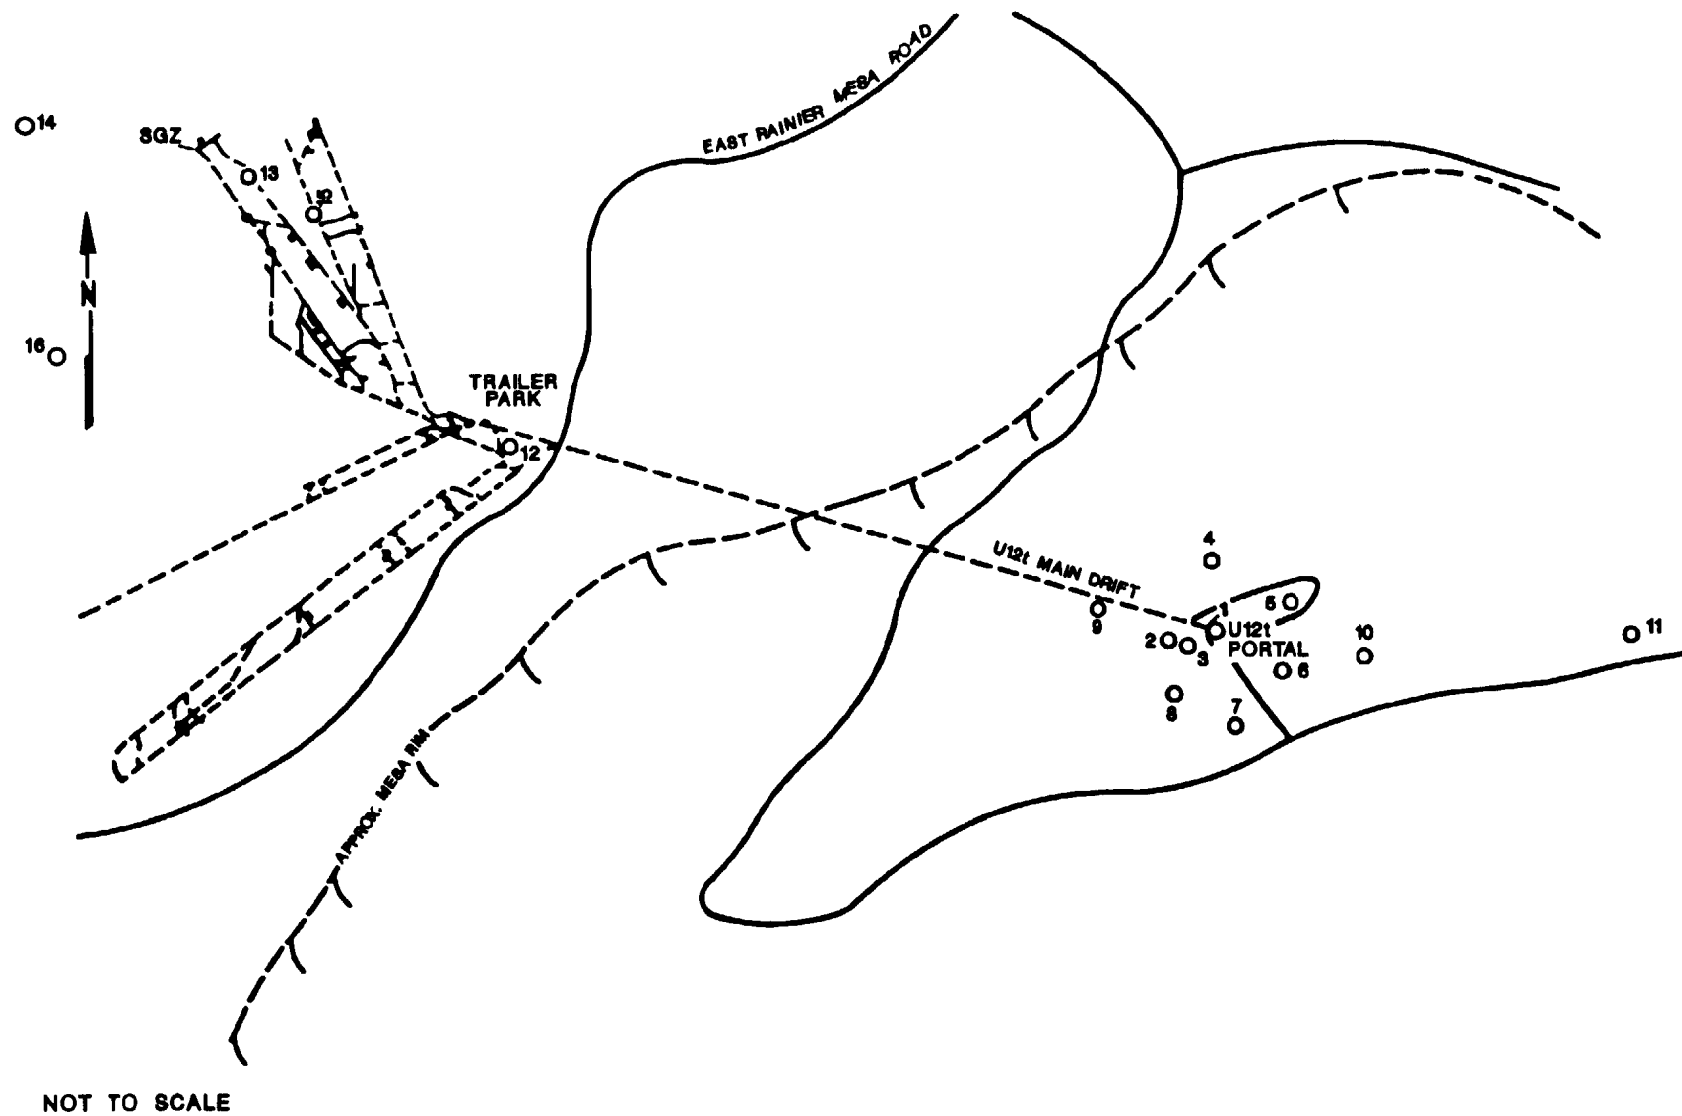 EAST RAINIER MESA ROAD
14
SGZ
13
N
16
TRAILER
PARK
12
U12t MAIN DRIFT
4
1
5
9
2
3
U12t
PORTAL
10
11
6
8
7
APPROX. MESA RIM
NOT TO SCALE